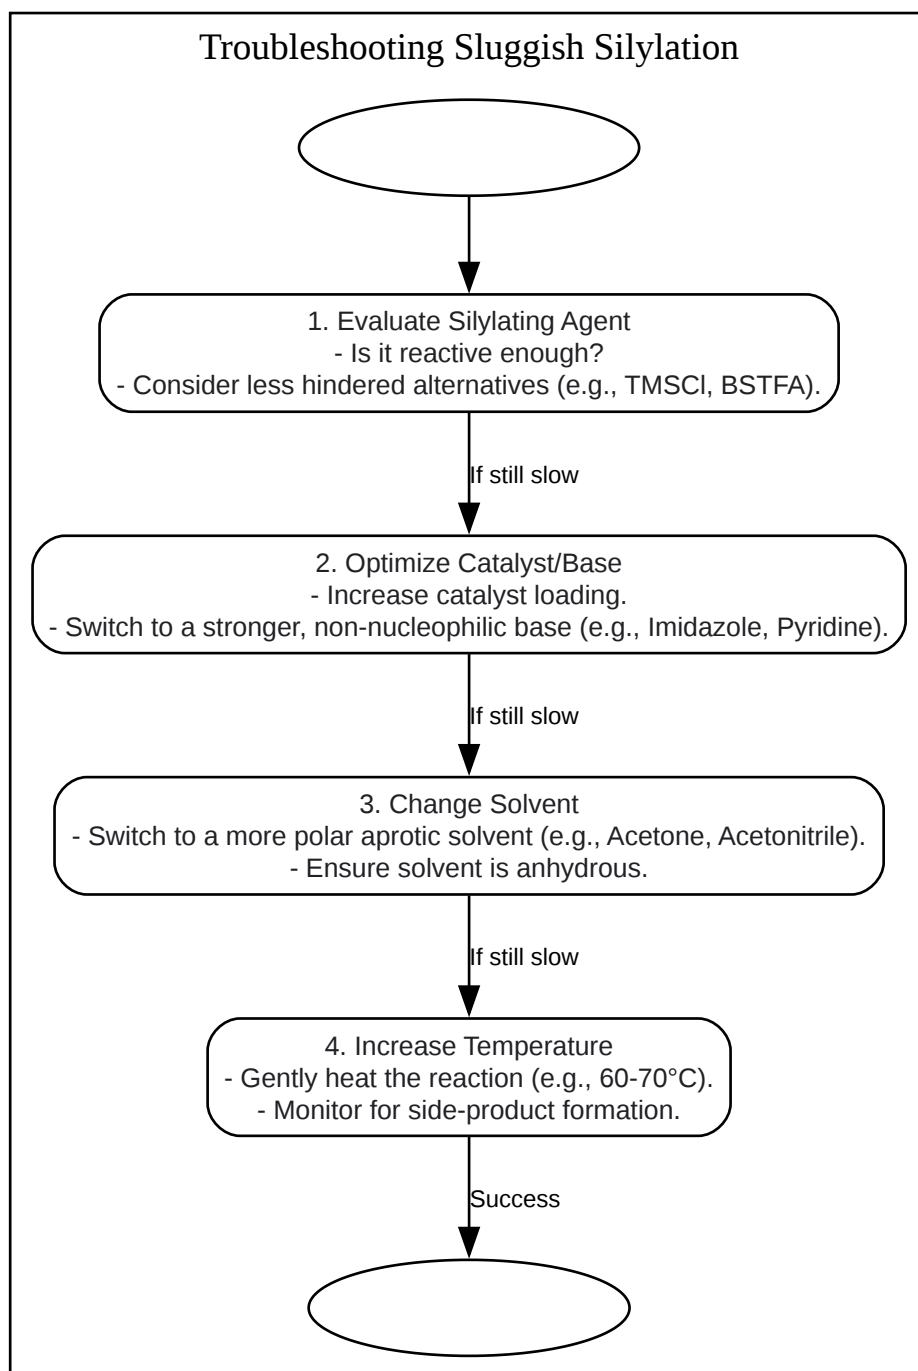 Troubleshooting Sluggish Silylation
1. Evaluate Silylating Agent
- Is it reactive enough?
- Consider less hindered alternatives (e.g., TMSCl, BSTFA).
If still slow
2. Optimize Catalyst/Base
- Increase catalyst loading.
- Switch to a stronger, non-nucleophilic base (e.g., Imidazole, Pyridine).
If still slow
3. Change Solvent
- Switch to a more polar aprotic solvent (e.g., Acetone, Acetonitrile).
- Ensure solvent is anhydrous.
If still slow
4. Increase Temperature
- Gently heat the reaction (e.g., 60-70°C).
- Monitor for side-product formation.
Success